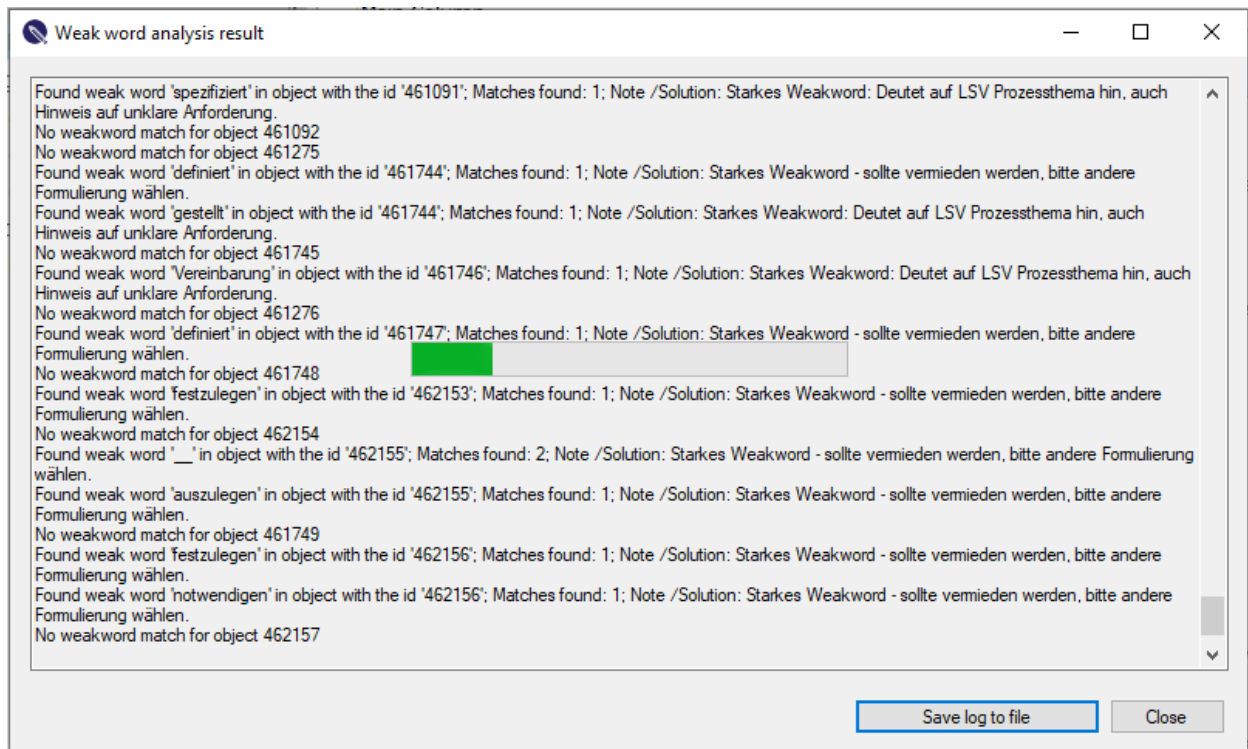 Weak word analysis result
Found weak word 'spezifiziert' in object with the id '461091'; Matches found: 1; Note /Solution: Starkes Weakword: Deutet auf LSV Prozessthema hin, auch
Hinweis auf unklare Anforderung.
No weakword match for object 461092
No weakword match for object 461275
Found weak word 'definiert' in object with the id '461744'; Matches found: 1; Note /Solution: Starkes Weakword - sollte vermieden werden, bitte andere
Formulierung wählen.
Found weak word 'gestellt' in object with the id '461744'; Matches found: 1; Note /Solution: Starkes Weakword: Deutet auf LSV Prozessthema hin, auch
Hinweis auf unklare Anforderung.
No weakword match for object 461745
Found weak word 'Vereinbarung' in object with the id '461746'; Matches found: 1; Note /Solution: Starkes Weakword: Deutet auf LSV Prozessthema hin, auch
Hinweis auf unklare Anforderung.
No weakword match for object 461276
Found weak word 'definiert' in object with the id '461747'; Matches found: 1; Note /Solution: Starkes Weakword - sollte vermieden werden, bitte andere
Formulierung wählen.
No weakword match for object 461748
Found weak word 'festzulegen' in object with the id '462153'; Matches found: 1; Note /Solution: Starkes Weakword - sollte vermieden werden, bitte andere
Formulierung wählen.
No weakword match for object 462154
Found weak word '__' in object with the id '462155'; Matches found: 2; Note /Solution: Starkes Weakword - sollte vermieden werden, bitte andere Formulierung
wählen.
Found weak word 'auszulegen' in object with the id '462155'; Matches found: 1; Note /Solution: Starkes Weakword - sollte vermieden werden, bitte andere
Formulierung wählen.
No weakword match for object 461749
Found weak word 'festzulegen' in object with the id '462156'; Matches found: 1; Note /Solution: Starkes Weakword - sollte vermieden werden, bitte andere
Formulierung wählen.
Found weak word 'notwendigen' in object with the id '462156'; Matches found: 1; Note /Solution: Starkes Weakword - sollte vermieden werden, bitte andere
Formulierung wählen.
No weakword match for object 462157
Save log to file
Close